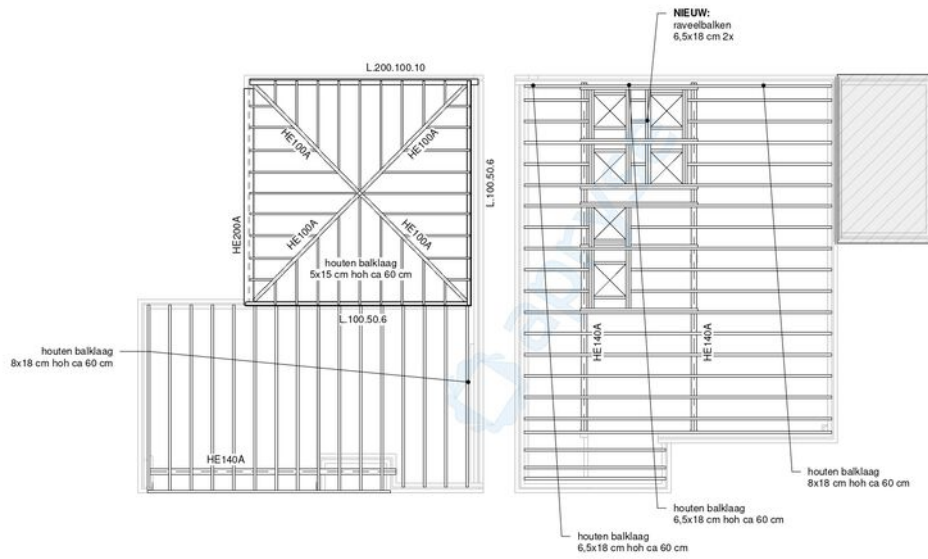 NIEUW:
raveelbalken
6,5x18 cm 2x
L.200.100.10
HE100A
HE100A
L.100.50.6
HE200A
HE100A
HE100A
houten balklaag
5x15 cm hoh ca 60 cm
L.100.50.6
houten balklaag
8x18 cm hoh ca 60 cm
HE140A
HE140A
HE140A
houten balklaag
8x18 cm hoh ca 60 cm
houten balklaag
6,5x18 cm hoh ca 60 cm
houten balklaag
6,5x18 cm hoh ca 60 cm